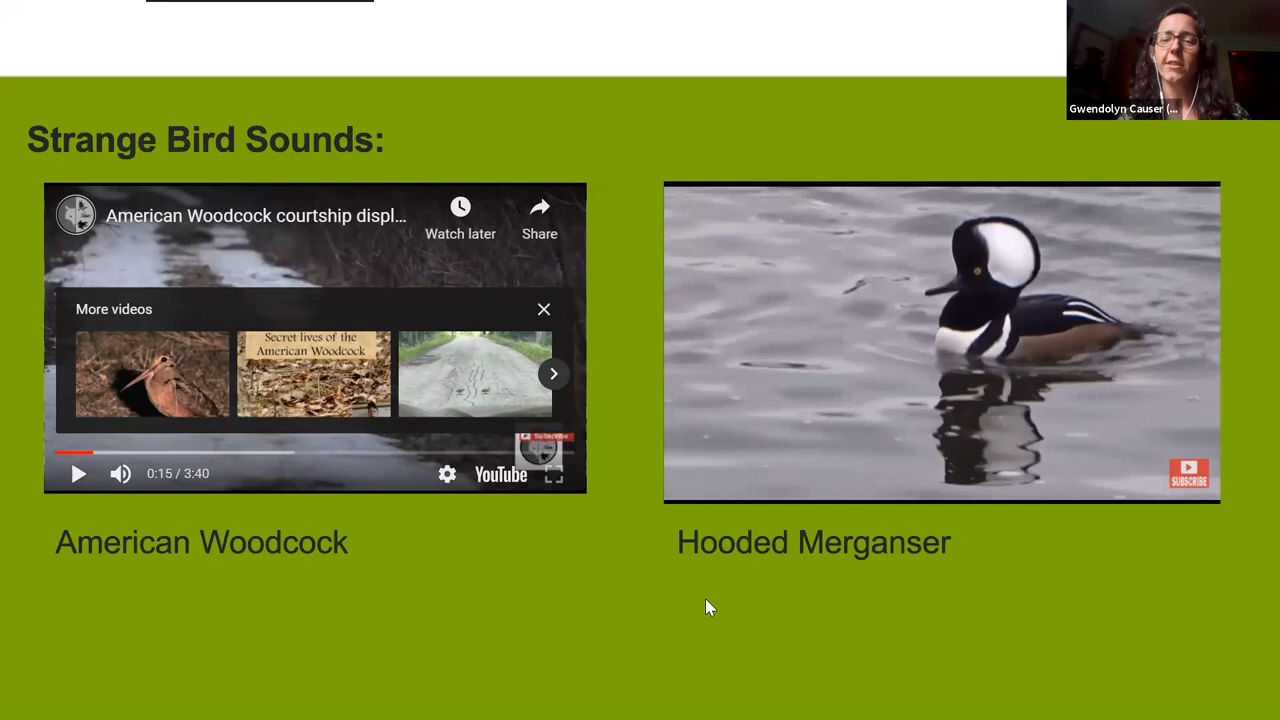 Gwendolyn Causer (...
Strange Bird Sounds:
American Woodcock courtship displ...
Watch later
Share
More videos
Secret lives of the
American Woodcock
Subscribe
0:15 / 3:40
YouTube
SUBSCRIBE
American Woodcock
Hooded Merganser